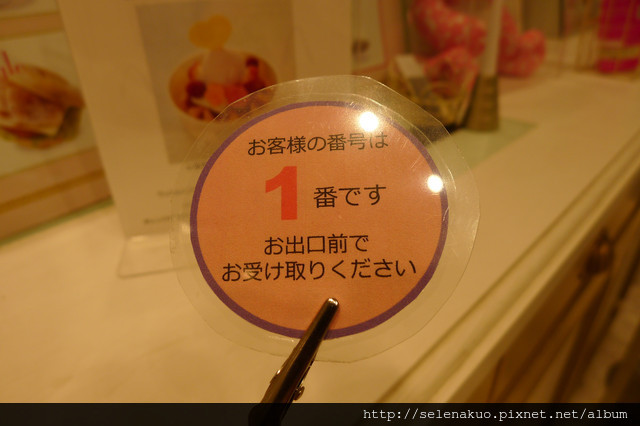 お客様の番号は
1 番です
お出口前で
お受け取りください
http://selenakuo.pixnet.net/album